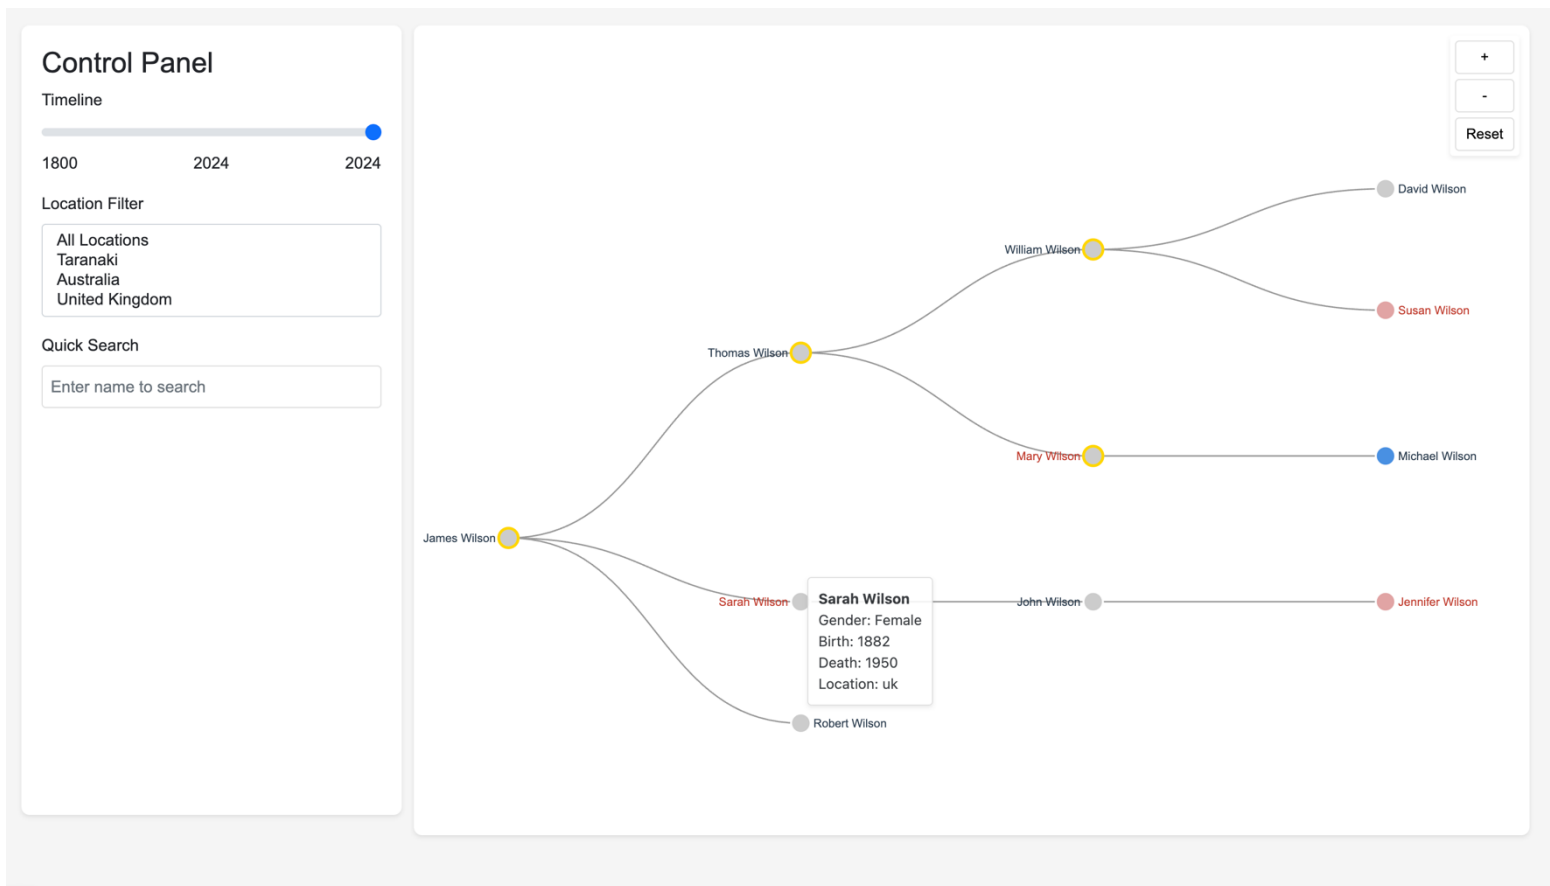 Control Panel
Timeline
1800 2024 2024
Location Filter
All Locations
Taranaki
Australia
United Kingdom
Quick Search
Enter name to search
+
-
Reset
David Wilson
William Wilson
Susan Wilson
Thomas Wilson
Mary Wilson
Michael Wilson
James Wilson
Sarah Wilson
Sarah Wilson
Gender: Female
Birth: 1882
Death: 1950
Location: uk
John Wilson
Jennifer Wilson
Robert Wilson